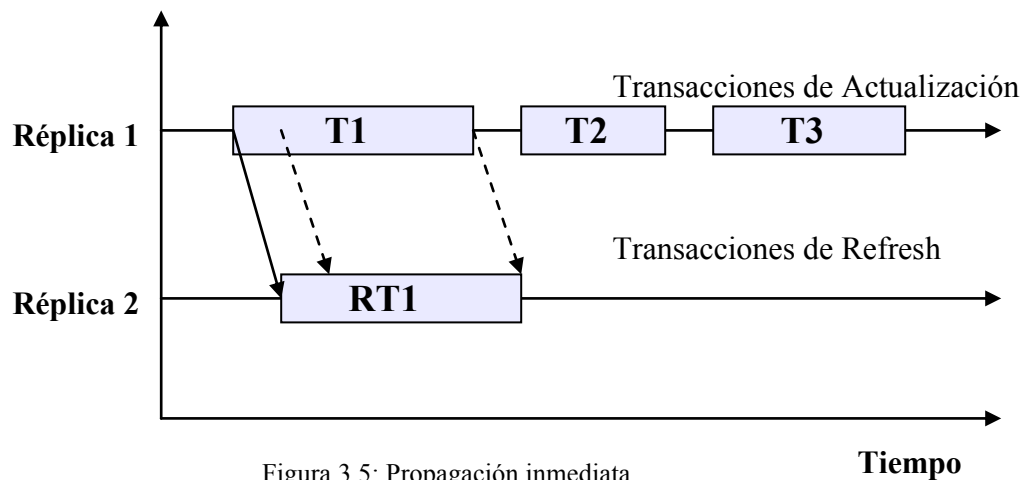 Transacciones de Actualización
Réplica 1
T1
T2
T3
Transacciones de Refresh
Réplica 2
RT1
Tiempo
Figura 3.5: Propagación inmediata